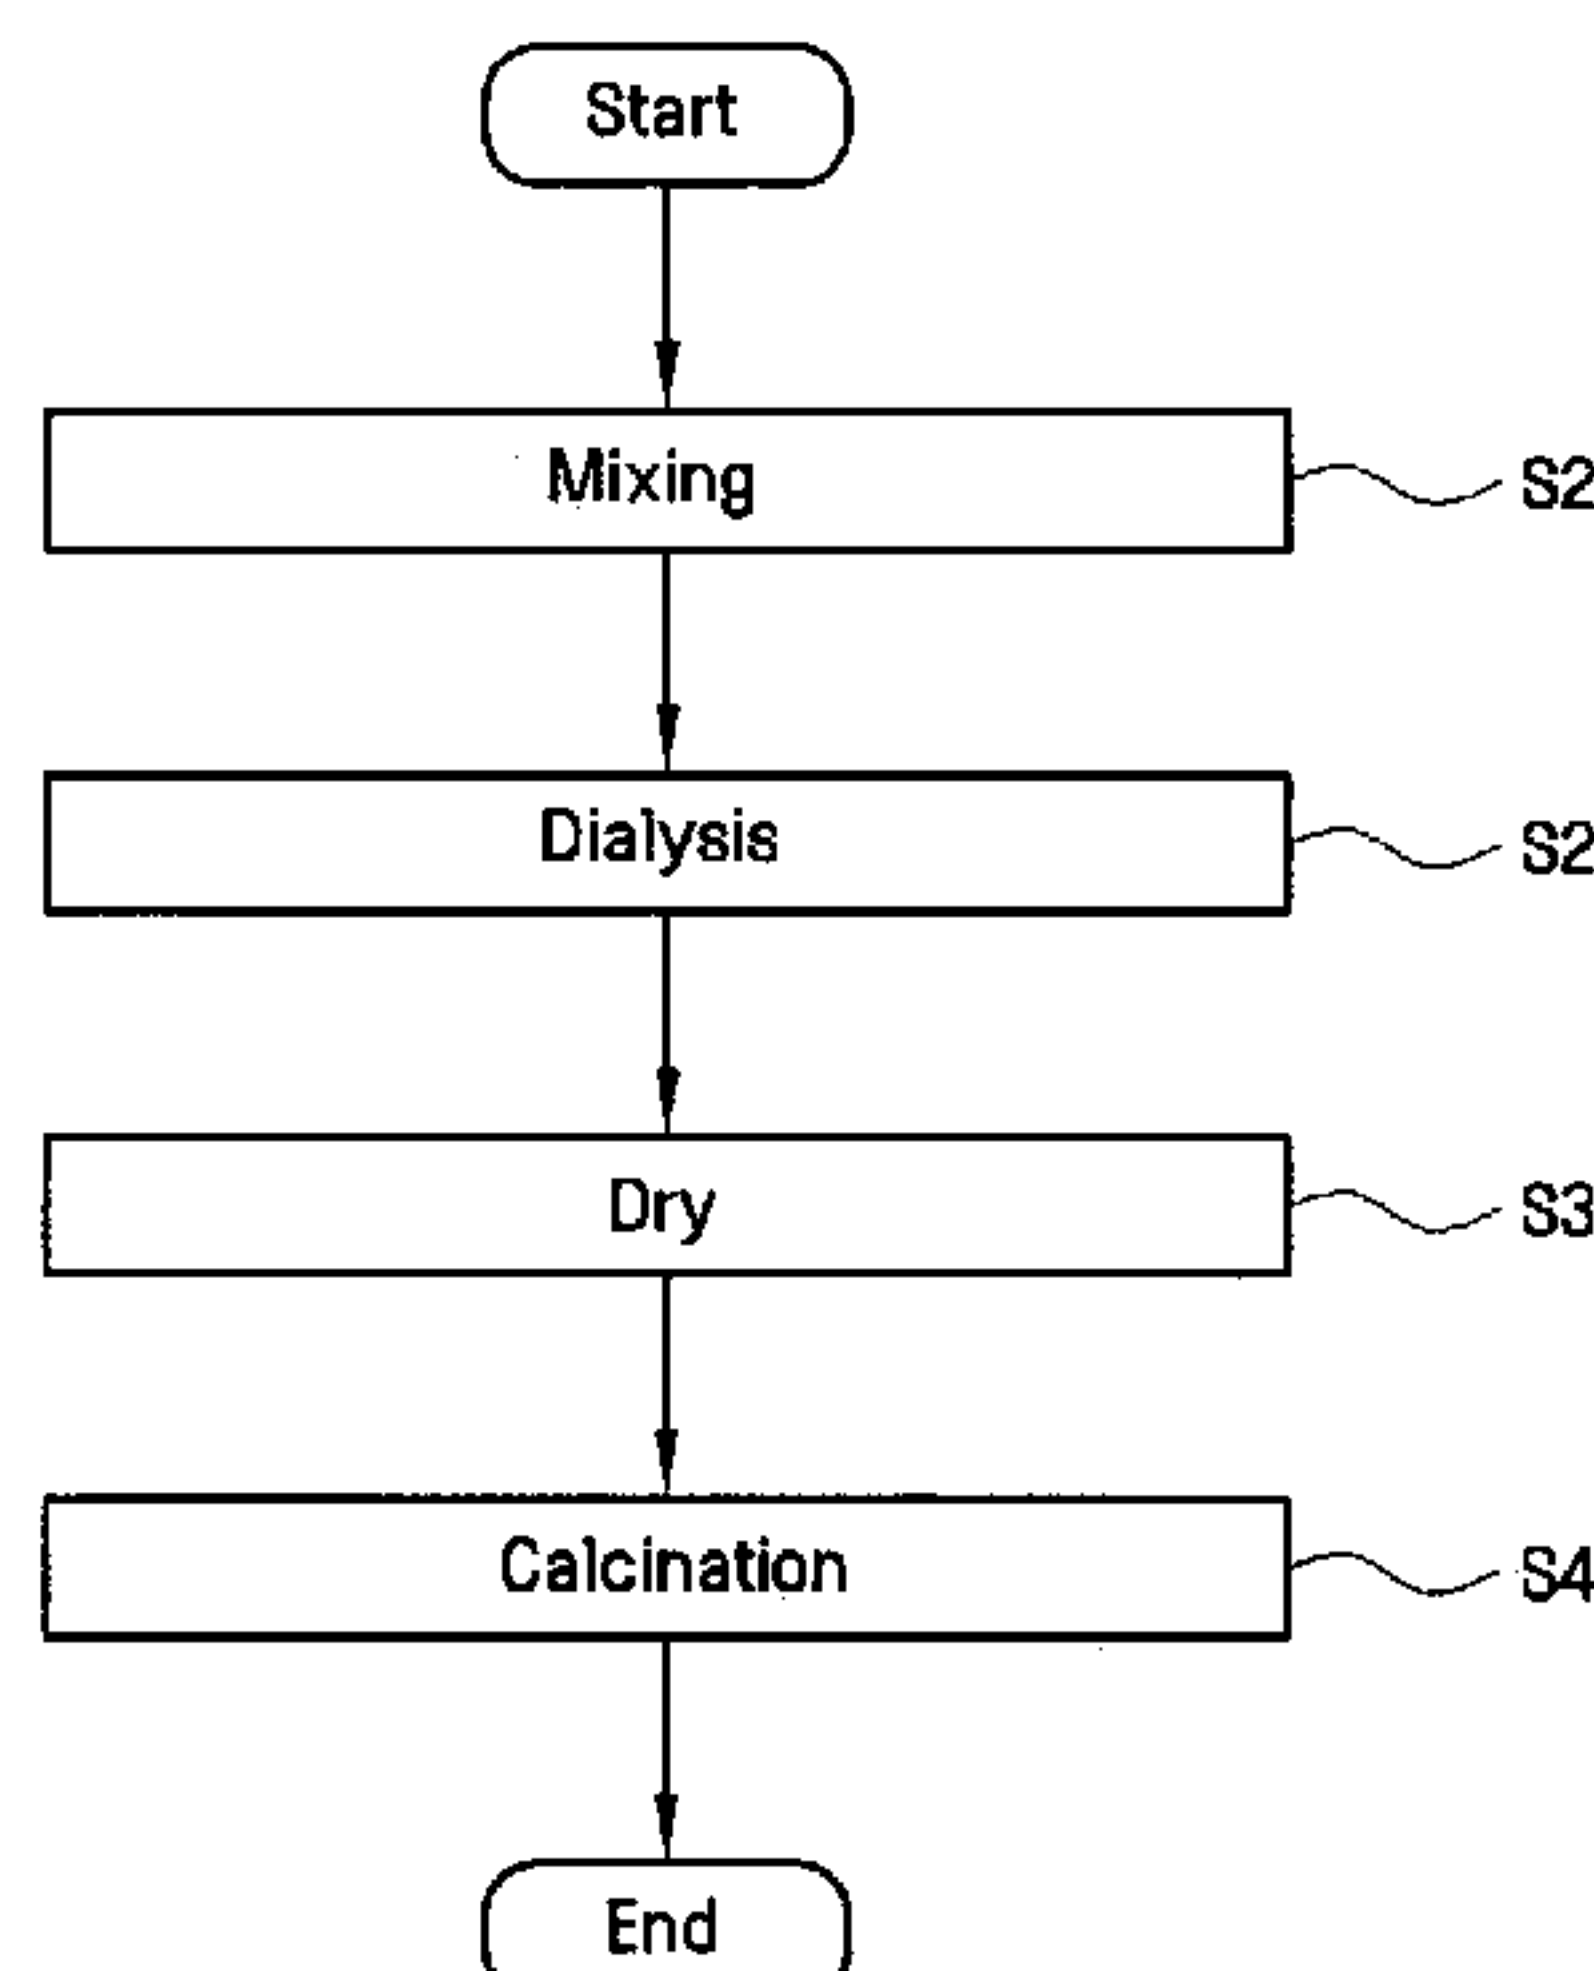 Start
Mixing S2
Dialysis S2
Dry S3
Calcination S4
End